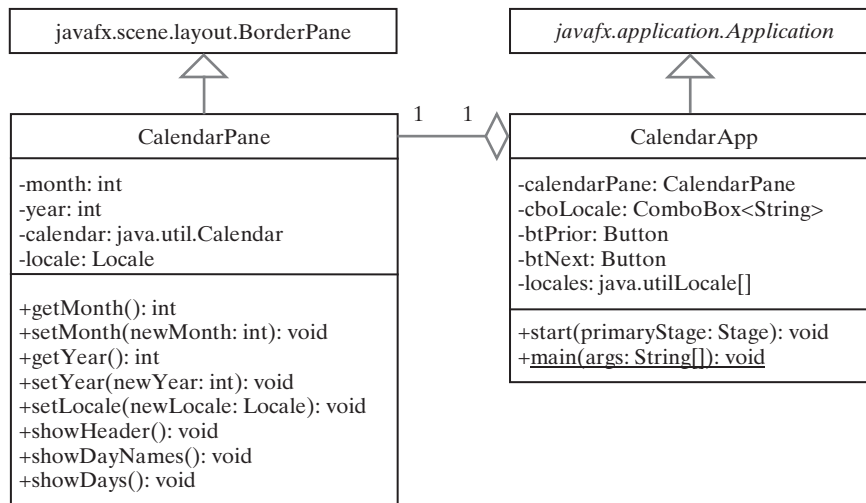 javafx.scene.layout.BorderPane
javafx.application.Application
1 1
CalendarPane
-month: int
-year: int
-calendar: java.util.Calendar
-locale: Locale
+getMonth(): int
+setMonth(newMonth: int): void
+getYear(): int
+setYear(newYear: int): void
+setLocale(newLocale: Locale): void
+showHeader(): void
+showDayNames(): void
+showDays(): void
CalendarApp
-calendarPane: CalendarPane
-cboLocale: ComboBox<String>
-btPrior: Button
-btNext: Button
-locales: java.utilLocale[]
+start(primaryStage: Stage): void
+main(args: String[]): void